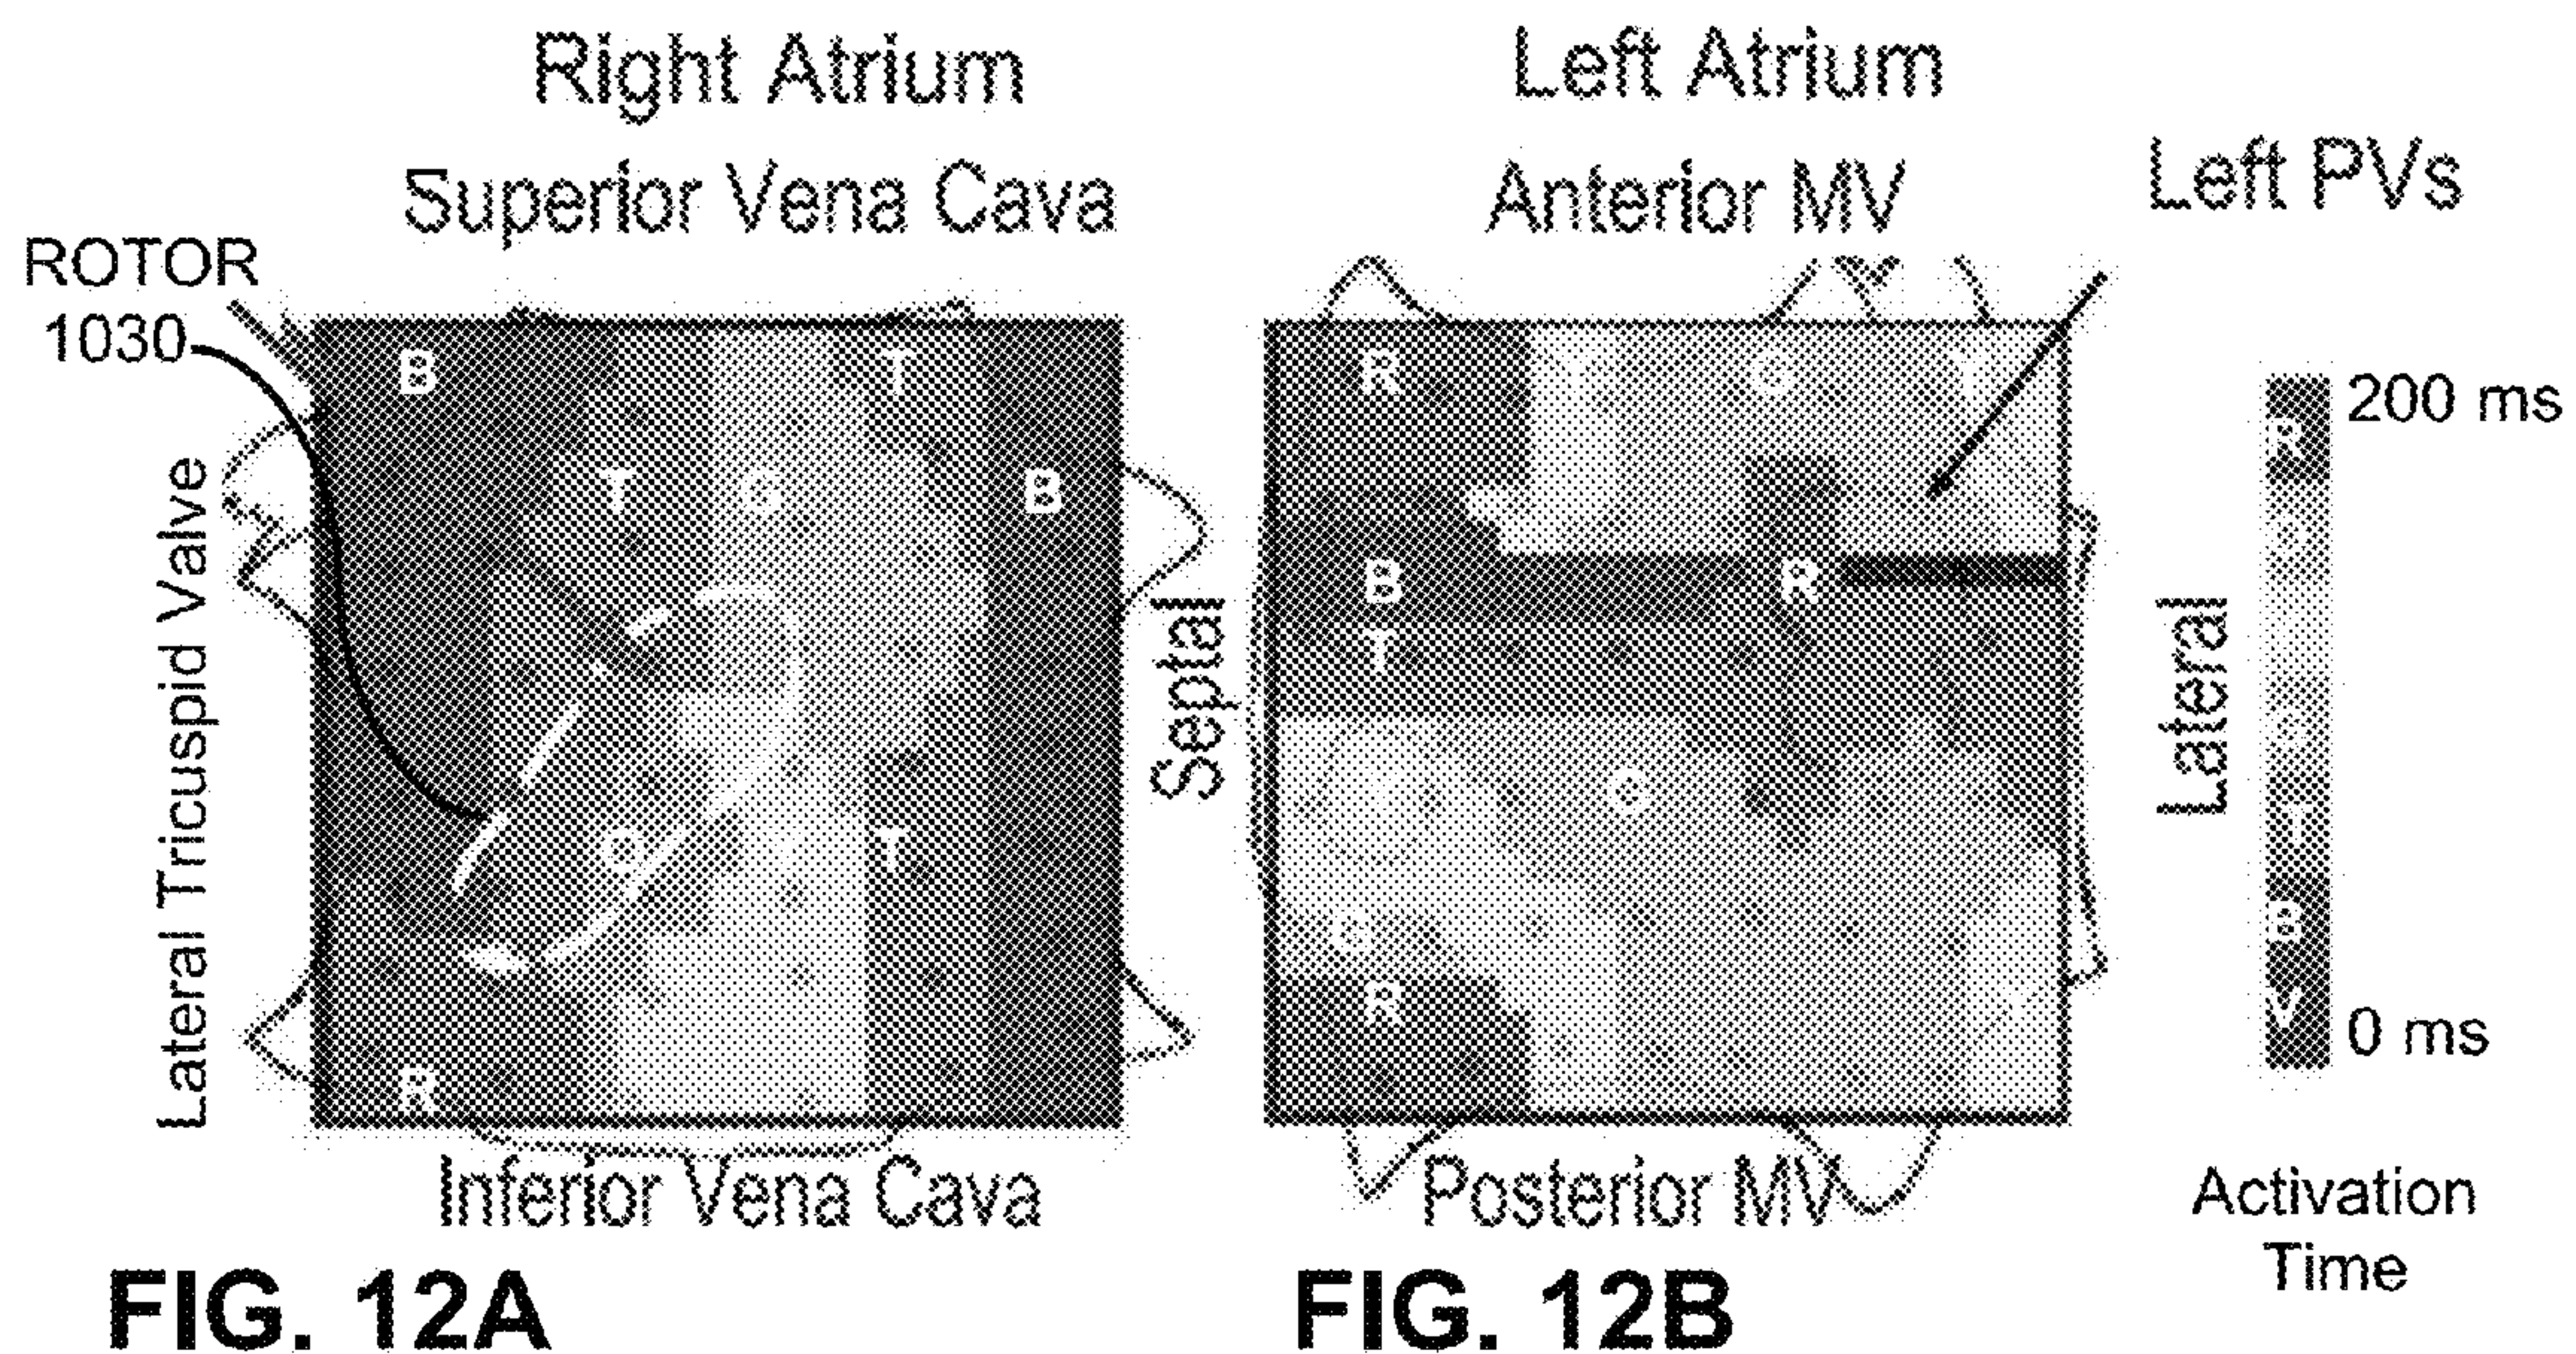 Right Atrium
Superior Vena Cava
Left Atrium
Anterior MV
Left PVs
ROTOR
1030
Lateral Tricuspid Valve
B
T
T
G
B
O
T
R
Septal
R
G
B
R
T
O
G
R
Lateral
200 ms
R
O
G
T
B
V
0 ms
Inferior Vena Cava
Posterior MV
Activation
Time
FIG. 12A
FIG. 12B